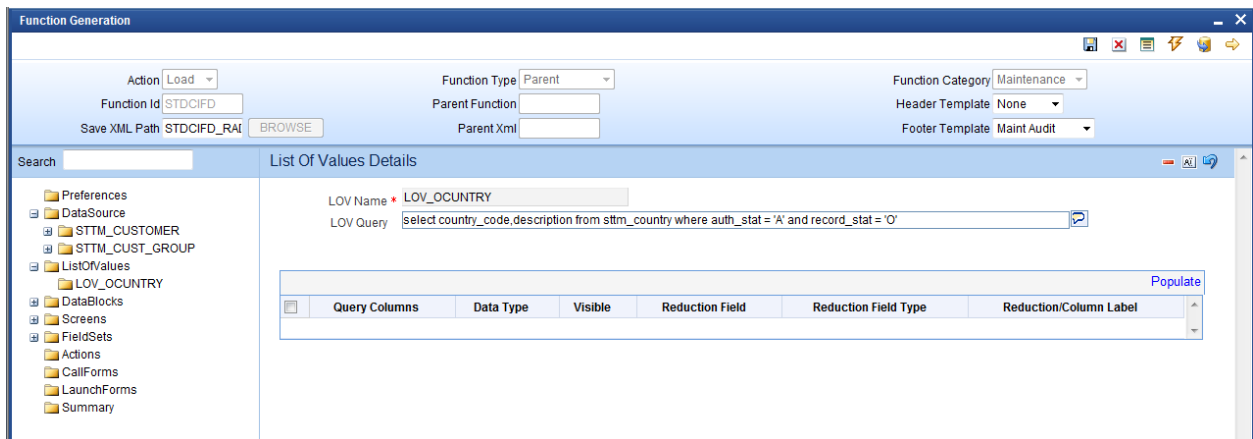 Function Generation
Action Load Function Type Parent Function Category Maintenance
Function Id STDCIFD Parent Function Header Template None
Save XML Path STDCIFD_RAD BROWSE Parent Xml Footer Template Maint Audit
Search List Of Values Details
Preferences
DataSource
STTM_CUSTOMER
STTM_CUST_GROUP
ListOfValues
LOV_OCUNTRY
DataBlocks
Screens
FieldSets
Actions
CallForms
LaunchForms
Summary
LOV Name * LOV_OCUNTRY
LOV Query select country_code,description from sttm_country where auth_stat = 'A' and record_stat = 'O'
Populate
Query Columns Data Type Visible Reduction Field Reduction Field Type Reduction/Column Label